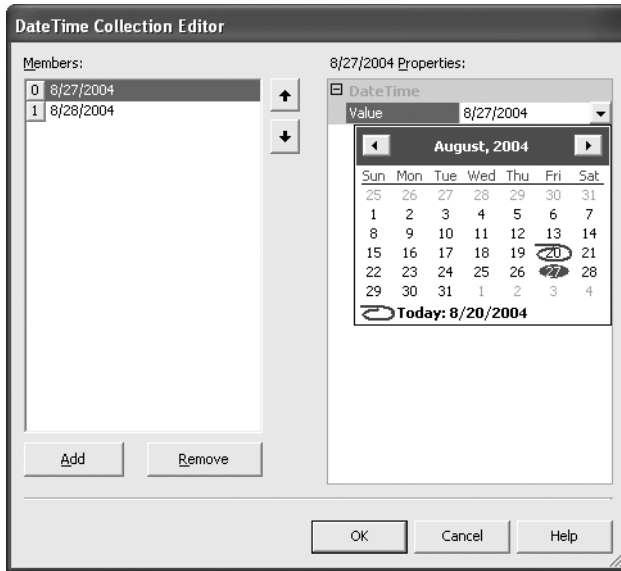 DateTime Collection Editor
Members:
0 8/27/2004
1 8/28/2004
Add Remove
8/27/2004 Properties:
DateTime
Value 8/27/2004
August, 2004
Sun Mon Tue Wed Thu Fri Sat
25 26 27 28 29 30 31
1 2 3 4 5 6 7
8 9 10 11 12 13 14
15 16 17 18 19 20 21
22 23 24 25 26 27 28
29 30 31 1 2 3 4
Today: 8/20/2004
OK Cancel Help